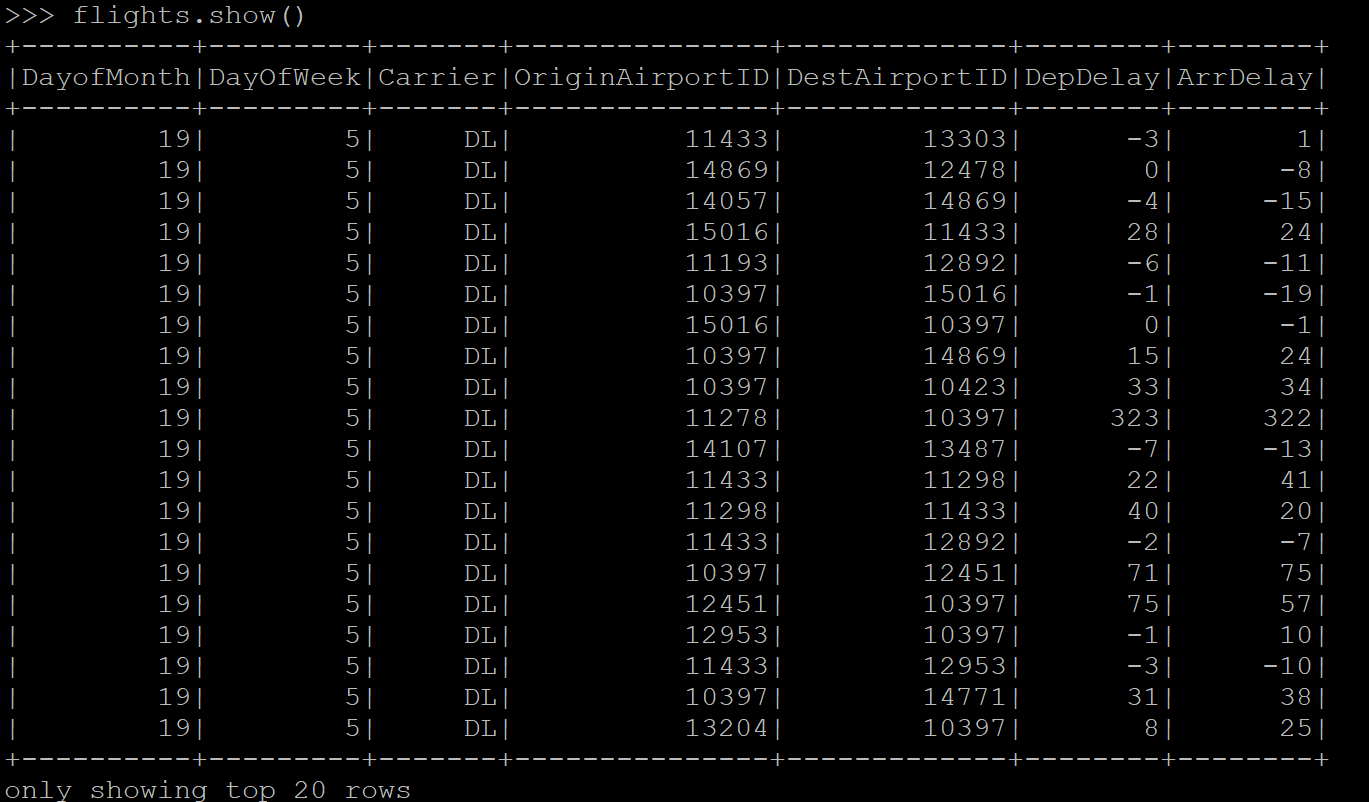 >>> flights.show()
+----------+---------+-------+---------------+-------------+--------+--------+
|DayofMonth|DayOfWeek|Carrier|OriginAirportID|DestAirportID|DepDelay|ArrDelay|
+----------+---------+-------+---------------+-------------+--------+--------+
|        19|        5|     DL|          11433|        13303|      -3|       1|
|        19|        5|     DL|          14869|        12478|       0|      -8|
|        19|        5|     DL|          14057|        14869|      -4|     -15|
|        19|        5|     DL|          15016|        11433|      28|      24|
|        19|        5|     DL|          11193|        12892|      -6|     -11|
|        19|        5|     DL|          10397|        15016|      -1|     -19|
|        19|        5|     DL|          15016|        10397|       0|      -1|
|        19|        5|     DL|          10397|        14869|      15|      24|
|        19|        5|     DL|          10397|        10423|      33|      34|
|        19|        5|     DL|          11278|        10397|     323|     322|
|        19|        5|     DL|          14107|        13487|      -7|     -13|
|        19|        5|     DL|          11433|        11298|      22|      41|
|        19|        5|     DL|          11298|        11433|      40|      20|
|        19|        5|     DL|          11433|        12892|      -2|      -7|
|        19|        5|     DL|          10397|        12451|      71|      75|
|        19|        5|     DL|          12451|        10397|      75|      57|
|        19|        5|     DL|          12953|        10397|      -1|      10|
|        19|        5|     DL|          11433|        12953|      -3|     -10|
|        19|        5|     DL|          10397|        14771|      31|      38|
|        19|        5|     DL|          13204|        10397|       8|      25|
+----------+---------+-------+---------------+-------------+--------+--------+
only showing top 20 rows